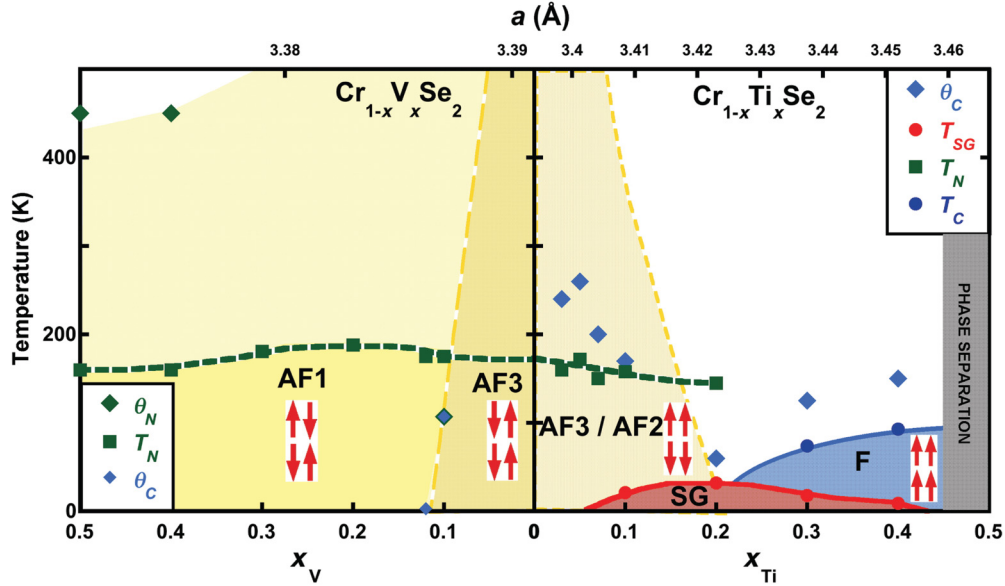 a (Å)
3.38 3.39 3.4 3.41 3.42 3.43 3.44 3.45 3.46
Cr1-xVxSe2
Cr1-xTixSe2
θC
TSG
TN
TC
400
200
0
Temperature (K)
AF1
AF3
AF3 / AF2
SG
F
PHASE SEPARATION
θN
TN
θC
0.5 0.4 0.3 0.2 0.1 0 0.1 0.2 0.3 0.4 0.5
xV
xTi